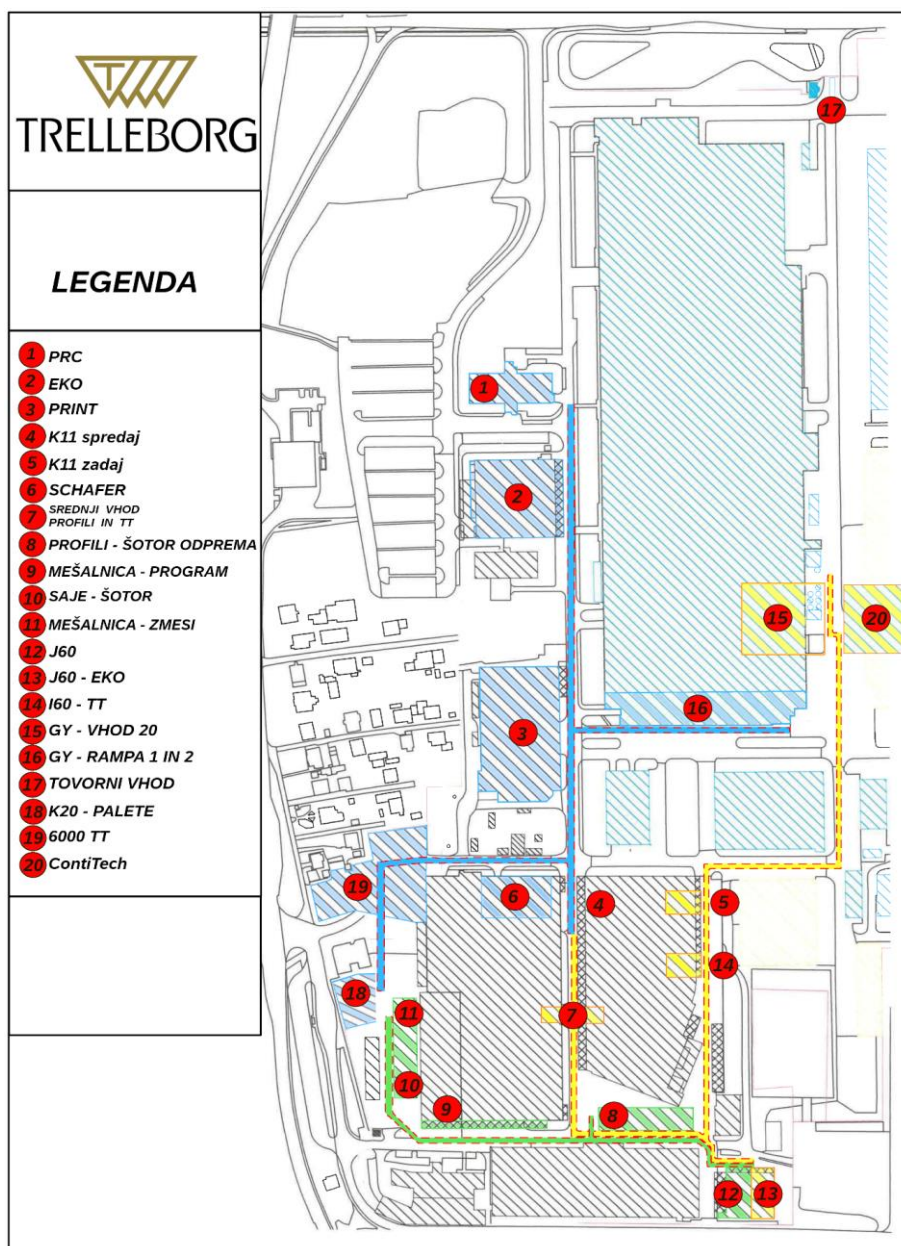 T
TRELLEBORG
LEGENDA
1 PRC
2 EKO
3 PRINT
4 K11 spredaj
5 K11 zadaj
6 SCHAFER
7 SREDNJI VHOD
PROFILI IN TT
8 PROFILI - ŠOTOR ODPREMA
9 MEŠALNICA - PROGRAM
10 SAJE - ŠOTOR
11 MEŠALNICA - ZMESI
12 J60
13 J60 - EKO
14 I60 - TT
15 GY - VHOD 20
16 GY - RAMPA 1 IN 2
17 TOVORNI VHOD
18 K20 - PALETE
19 6000 TT
20 ContiTech
17
1
2
15
20
16
3
19
6
4
5
14
18
11
7
10
9
8
12
13